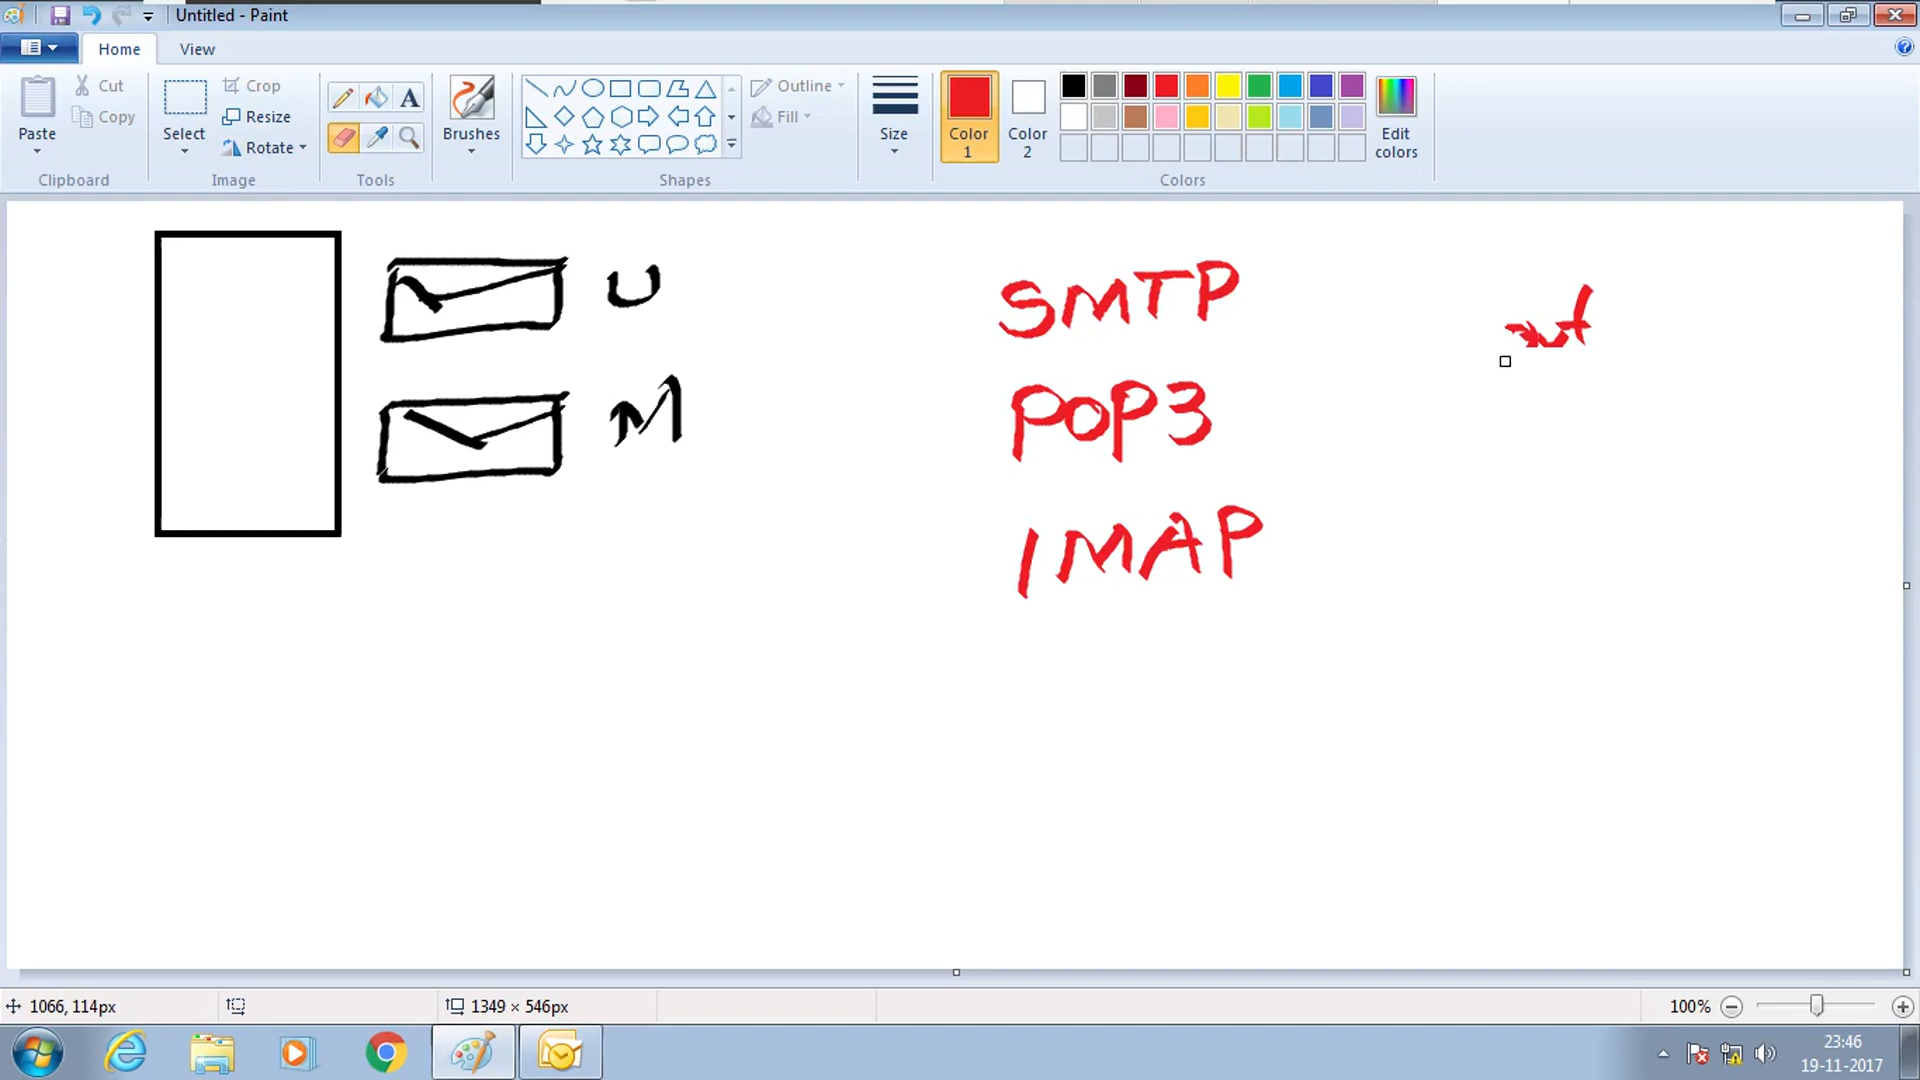 Untitled - Paint
Home View
Paste
Cut
Copy
Clipboard
Select
Crop
Resize
Rotate
Image
Tools
Brushes
Shapes
Outline
Fill
Size
Color 1
Color 2
Edit colors
Colors
U
M
SMTP
POP3
IMAP
1066, 114px
1349 × 546px
100%
23:46
19-11-2017